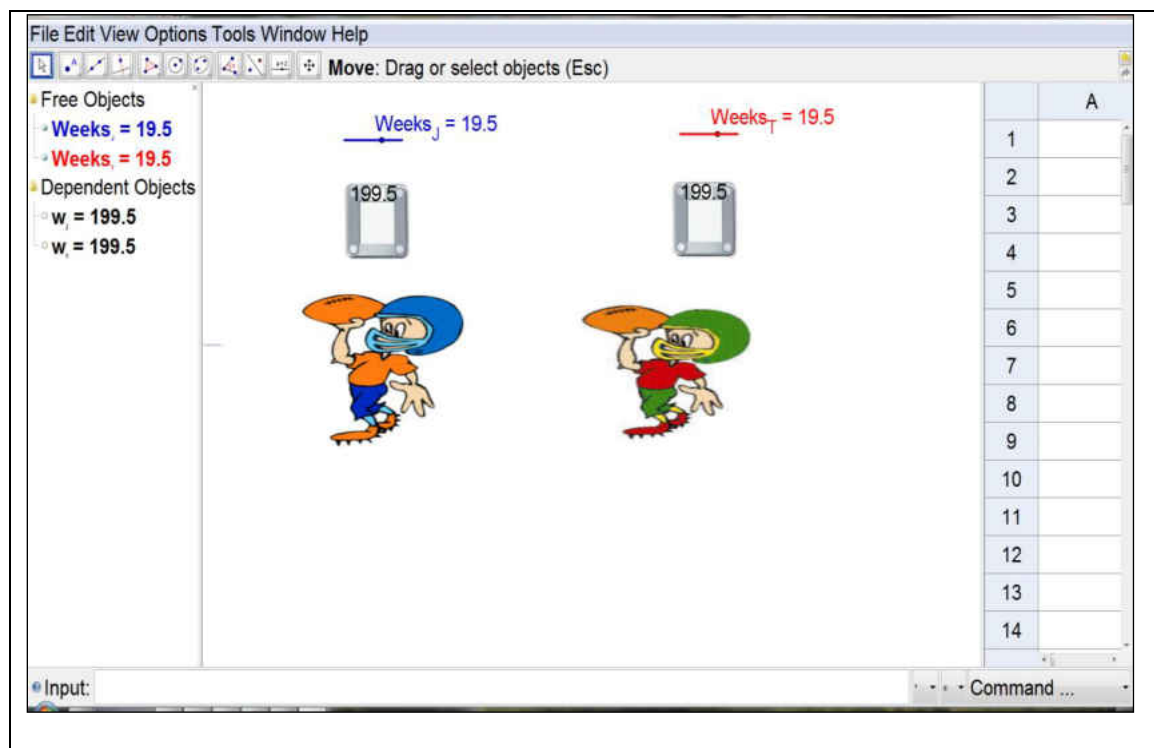 File Edit View Options Tools Window Help
Move: Drag or select objects (Esc)
Free Objects
Weeks = 19.5
Weeks = 19.5
Dependent Objects
w = 199.5
w = 199.5
WeeksJ = 19.5
WeeksT = 19.5
199.5
199.5
A
1
2
3
4
5
6
7
8
9
10
11
12
13
14
Input:
Command ...